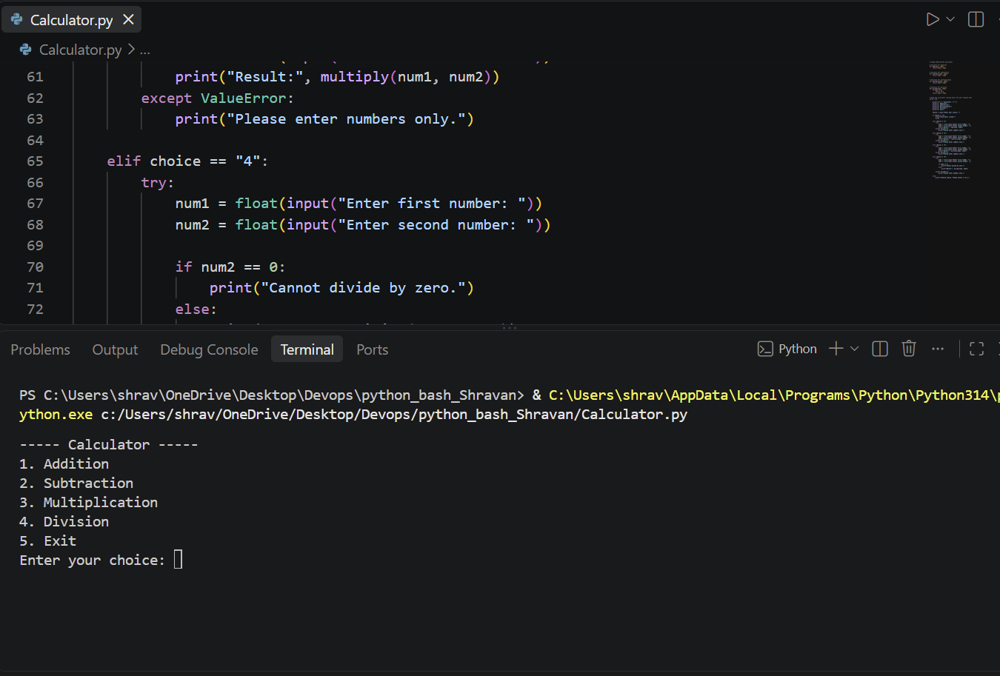 Calculator.py
Calculator.py > ...
61 print("Result:", multiply(num1, num2))
62 except ValueError:
63 print("Please enter numbers only.")
64
65 elif choice == "4":
66 try:
67 num1 = float(input("Enter first number: "))
68 num2 = float(input("Enter second number: "))
69
70 if num2 == 0:
71 print("Cannot divide by zero.")
72 else:
Problems Output Debug Console Terminal Ports Python
PS C:\Users\shrav\OneDrive\Desktop\Devops\python_bash_Shravan> & C:\Users\shrav\AppData\Local\Programs\Python\Python314\p
ython.exe c:/Users/shrav/OneDrive/Desktop/Devops/python_bash_Shravan/Calculator.py
----- Calculator -----
1. Addition
2. Subtraction
3. Multiplication
4. Division
5. Exit
Enter your choice: